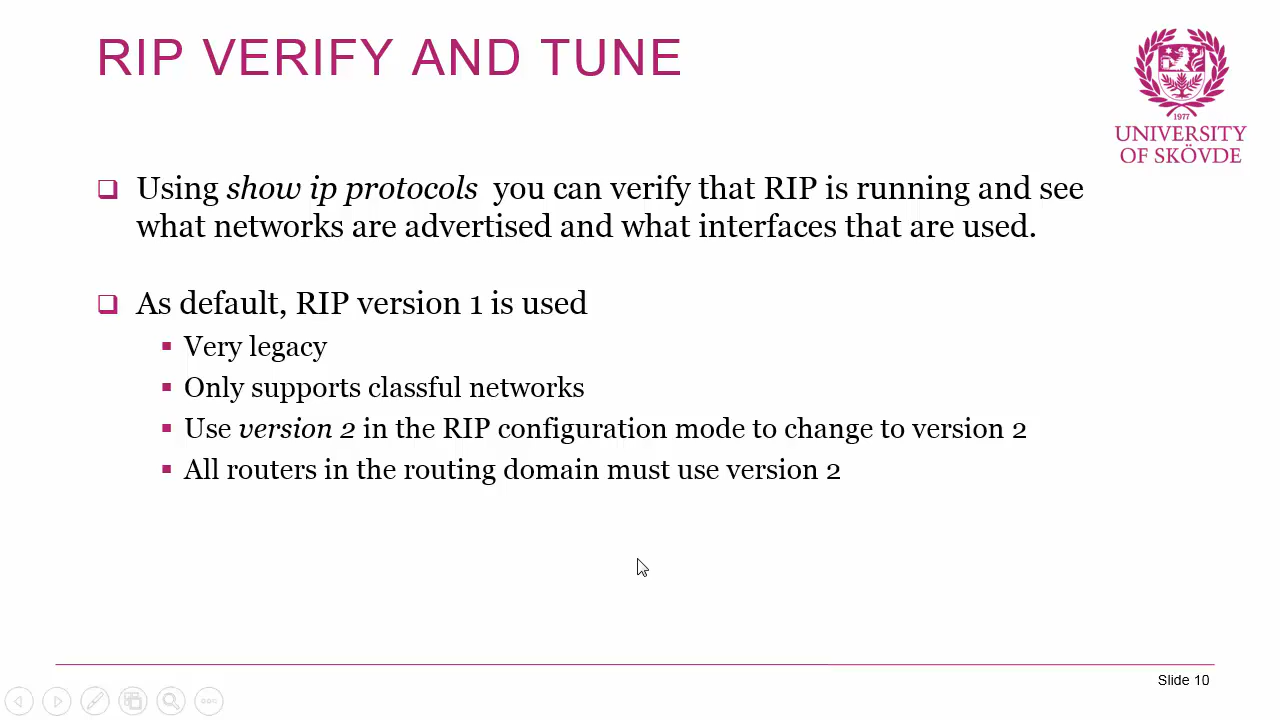 RIP VERIFY AND TUNE
1977
UNIVERSITY
OF SKÖVDE
Using show ip protocols you can verify that RIP is running and see
what networks are advertised and what interfaces that are used.
As default, RIP version 1 is used
Very legacy
Only supports classful networks
Use version 2 in the RIP configuration mode to change to version 2
All routers in the routing domain must use version 2
Slide 10